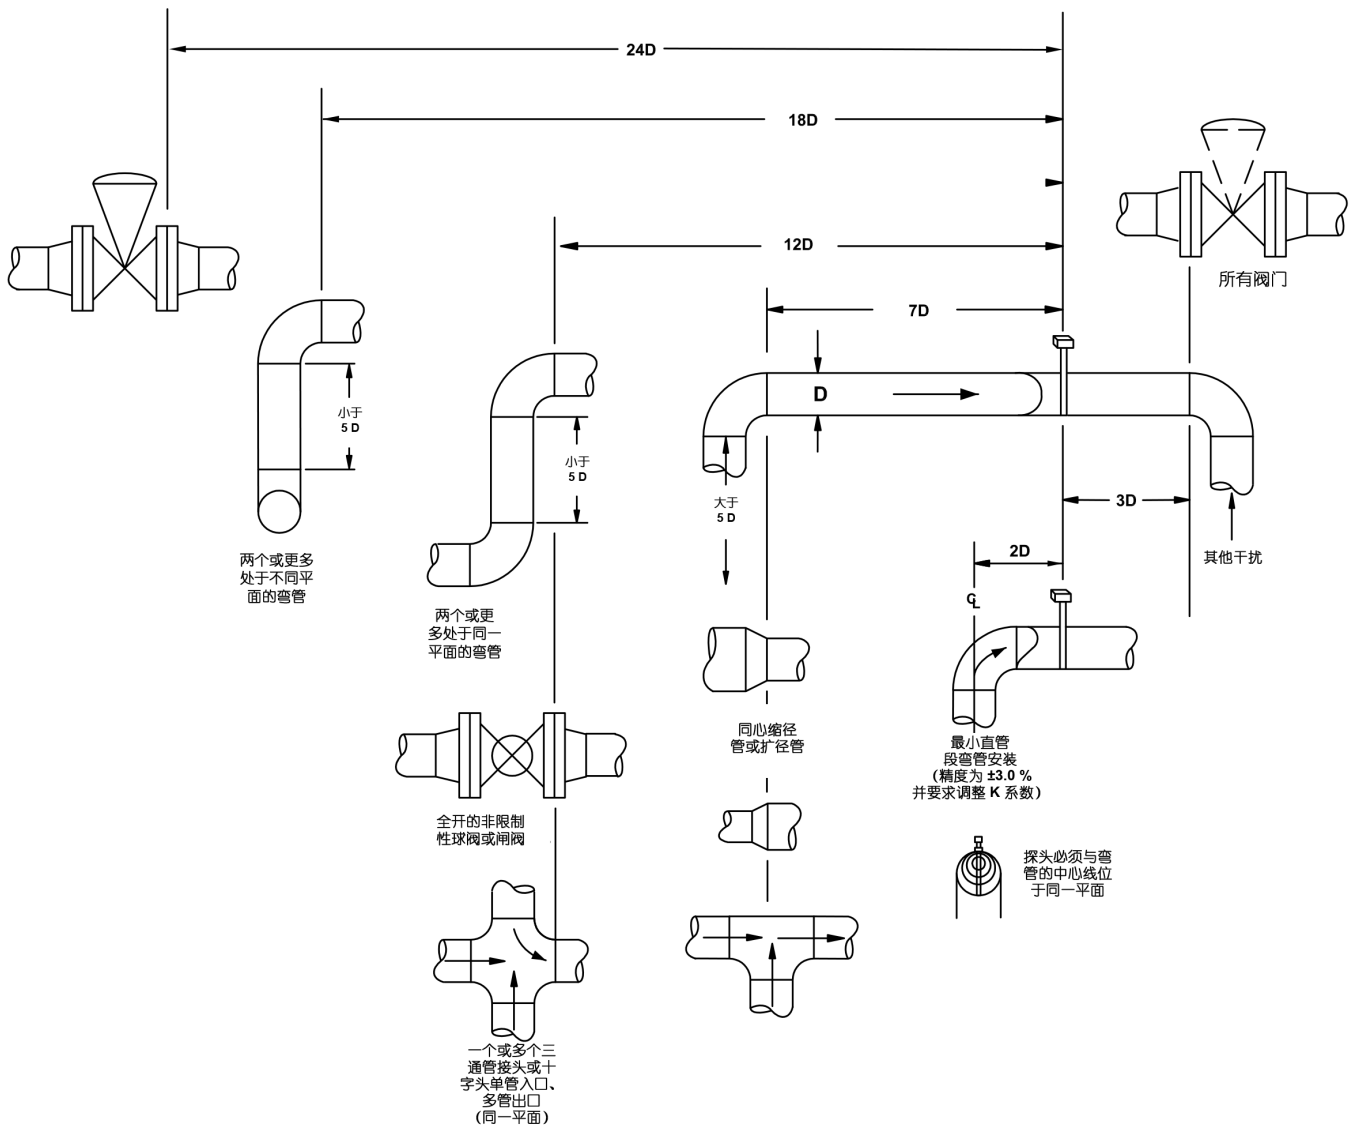 24D
18D
12D
所有阀门
7D
D
小于
5 D
小于
5 D
大于
5 D
3D
2D
其他干扰
两个或更多
处于不同平
面的弯管
℄
两个或更
多处于同一
平面的弯管
同心缩径
管或扩径管
最小直管
段弯管安装
（精度为 ±3.0 %
并要求调整 K 系数）
全开的非限制
性球阀或闸阀
探头必须与弯
管的中心线位
于同一平面
一个或多个三
通管接头或十
字头单管入口、
多管出口
（同一平面）